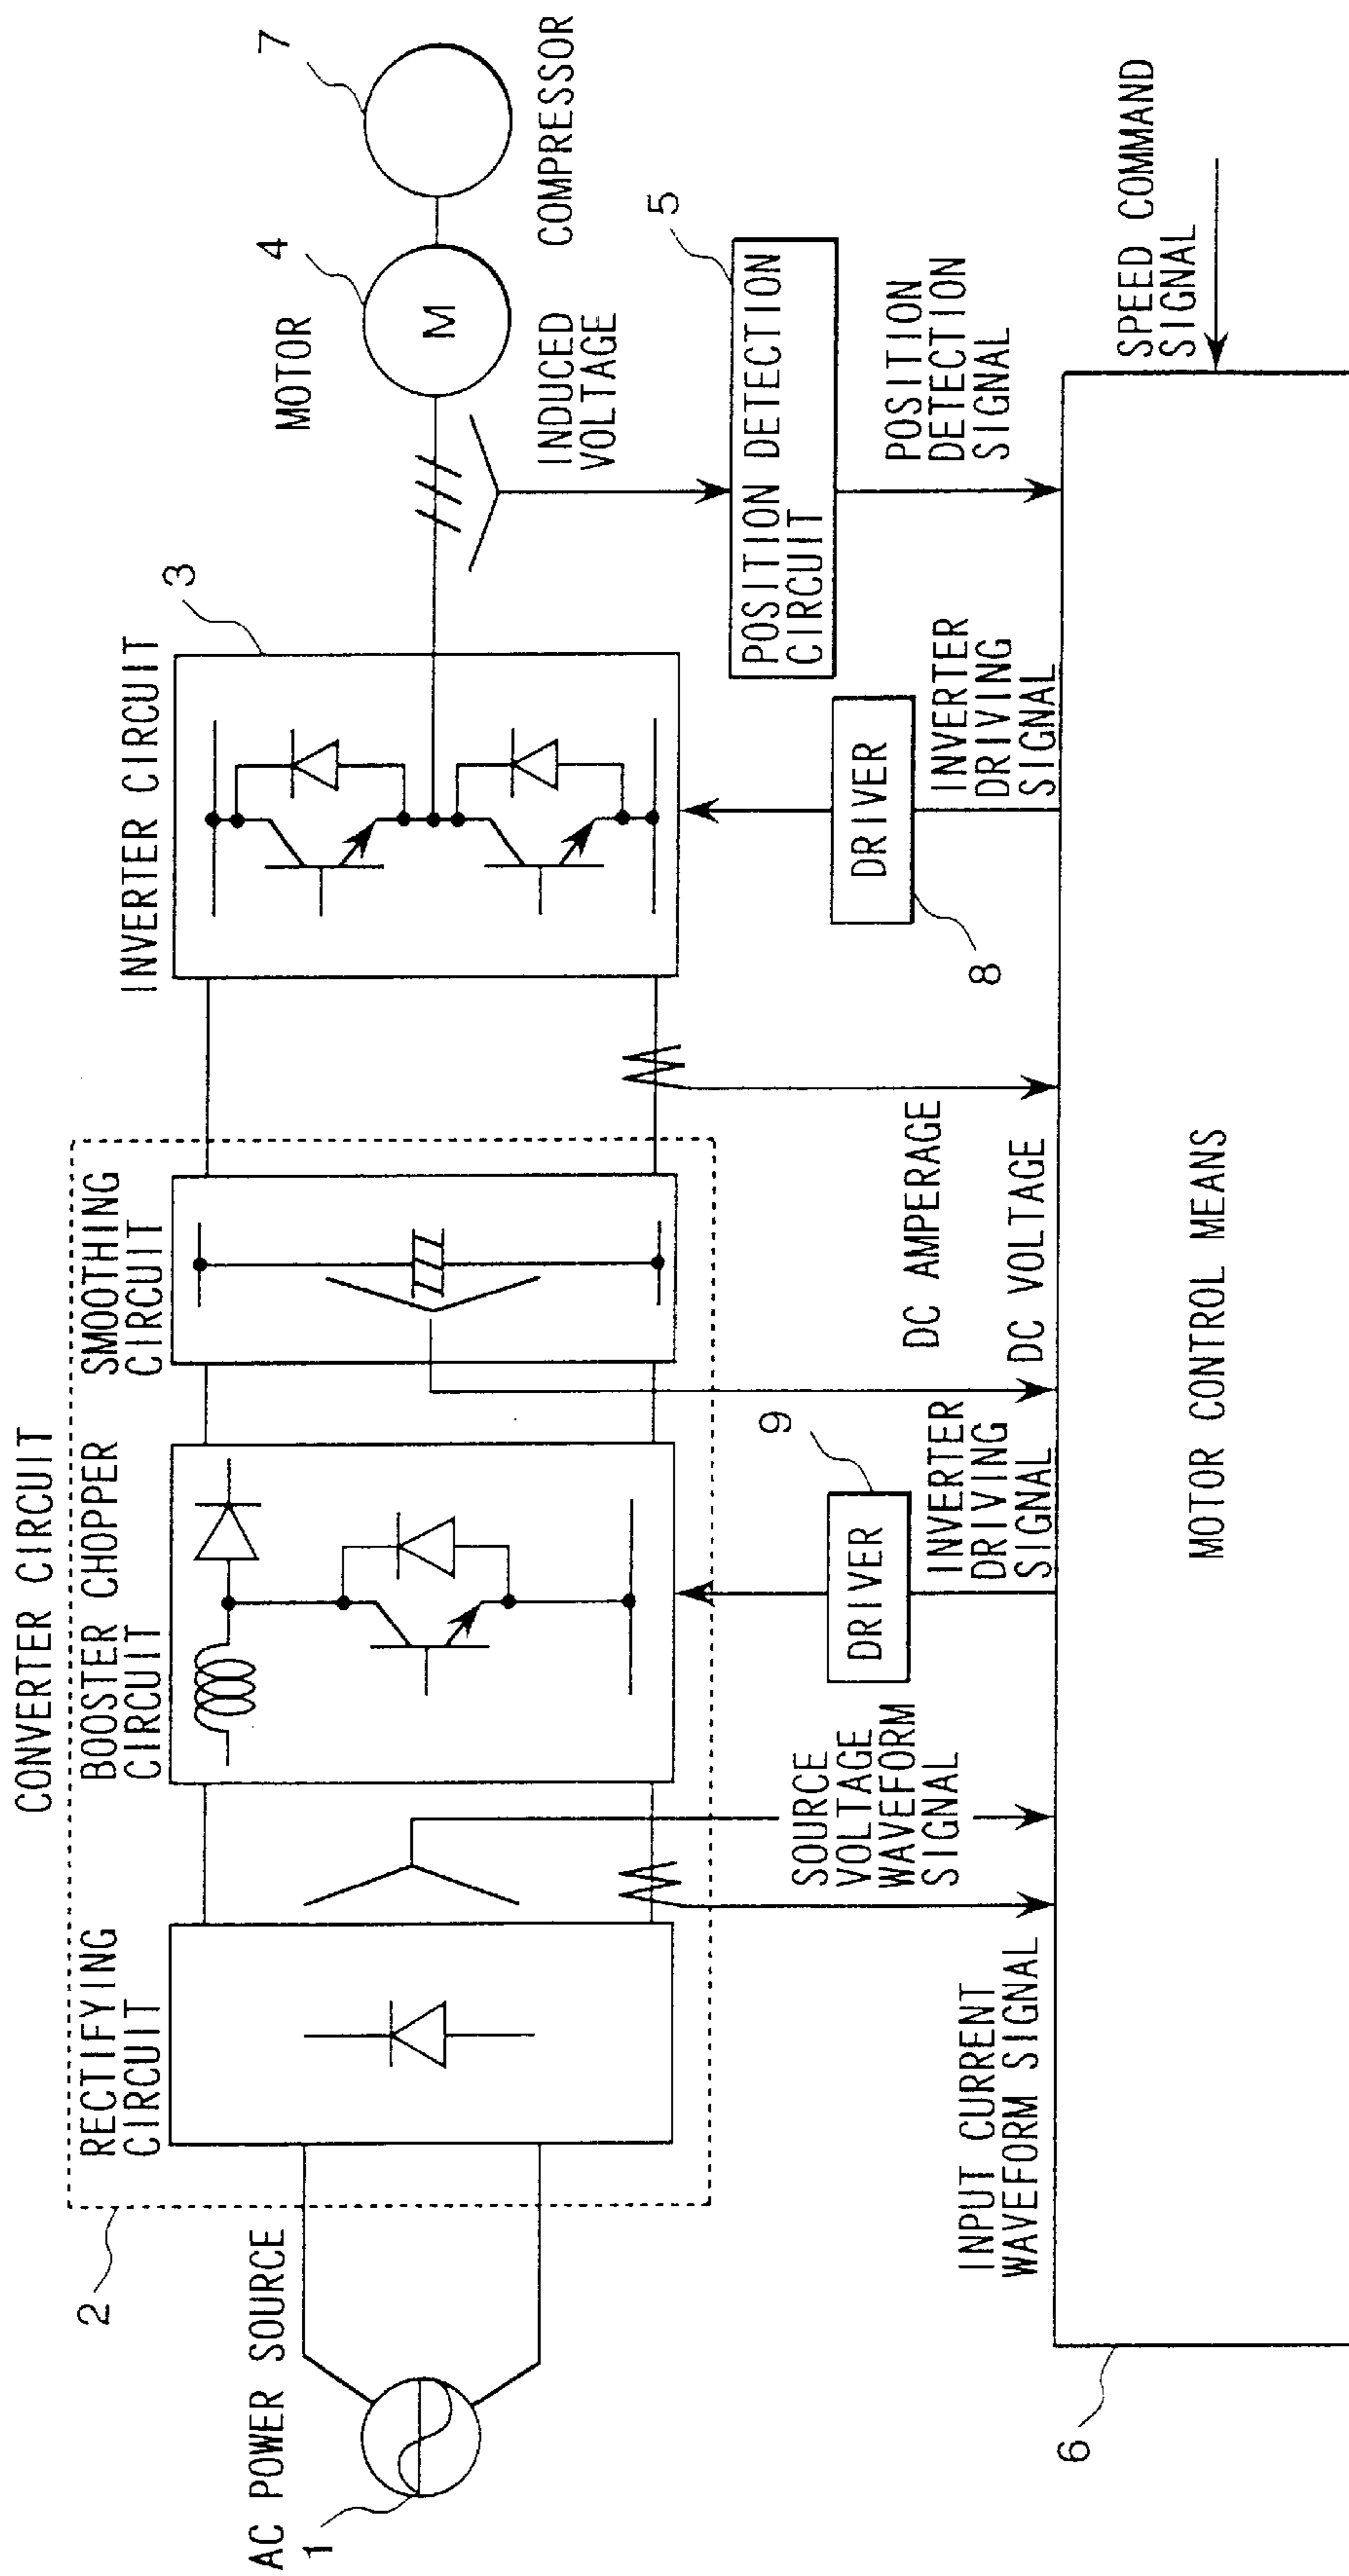 CONVERTER CIRCUIT
RECTIFYING
CIRCUIT
BOOSTER CHOPPER
CIRCUIT
SMOOTHING
CIRCUIT
INVERTER CIRCUIT
2
3
AC POWER SOURCE
1
MOTOR
4
M
7
COMPRESSOR
INDUCED
VOLTAGE
5
POSITION DETECTION
CIRCUIT
SOURCE
VOLTAGE
WAVEFORM
SIGNAL
9
DRIVER
DRIVER
8
INPUT CURRENT
WAVEFORM SIGNAL
INVERTER
DRIVING
SIGNAL
DC AMPERAGE
DC VOLTAGE
INVERTER
DRIVING
SIGNAL
POSITION
DETECTION
SIGNAL
SPEED COMMAND
SIGNAL
6
MOTOR CONTROL MEANS